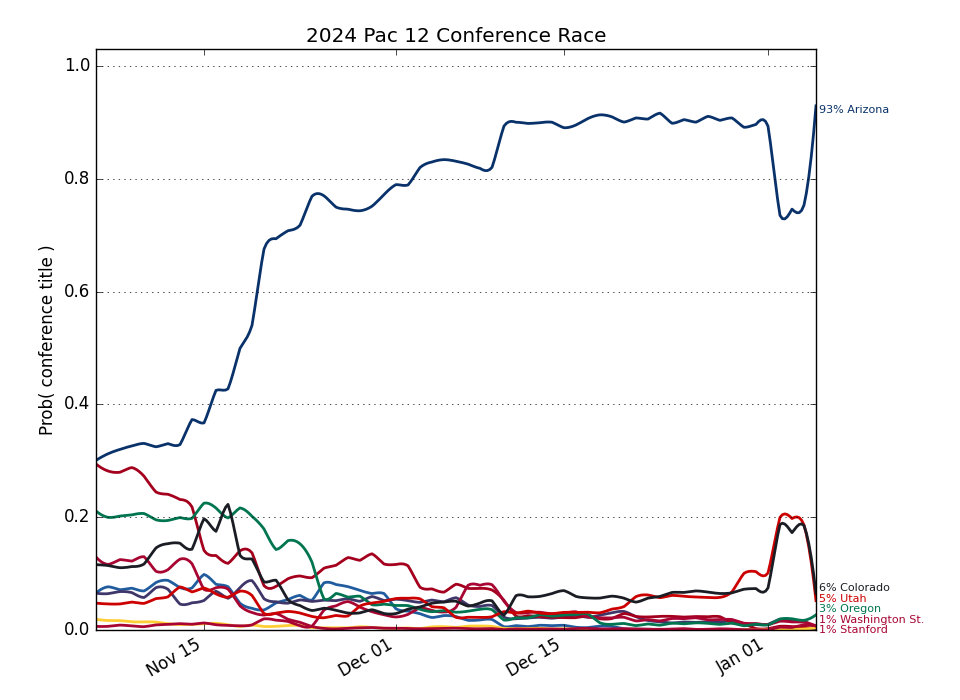 2024 Pac 12 Conference Race
Prob( conference title )
1.0
0.8
0.6
0.4
0.2
0.0
Nov 15
Dec 01
Dec 15
Jan 01
93% Arizona
6% Colorado
5% Utah
3% Oregon
1% Washington St.
1% Stanford